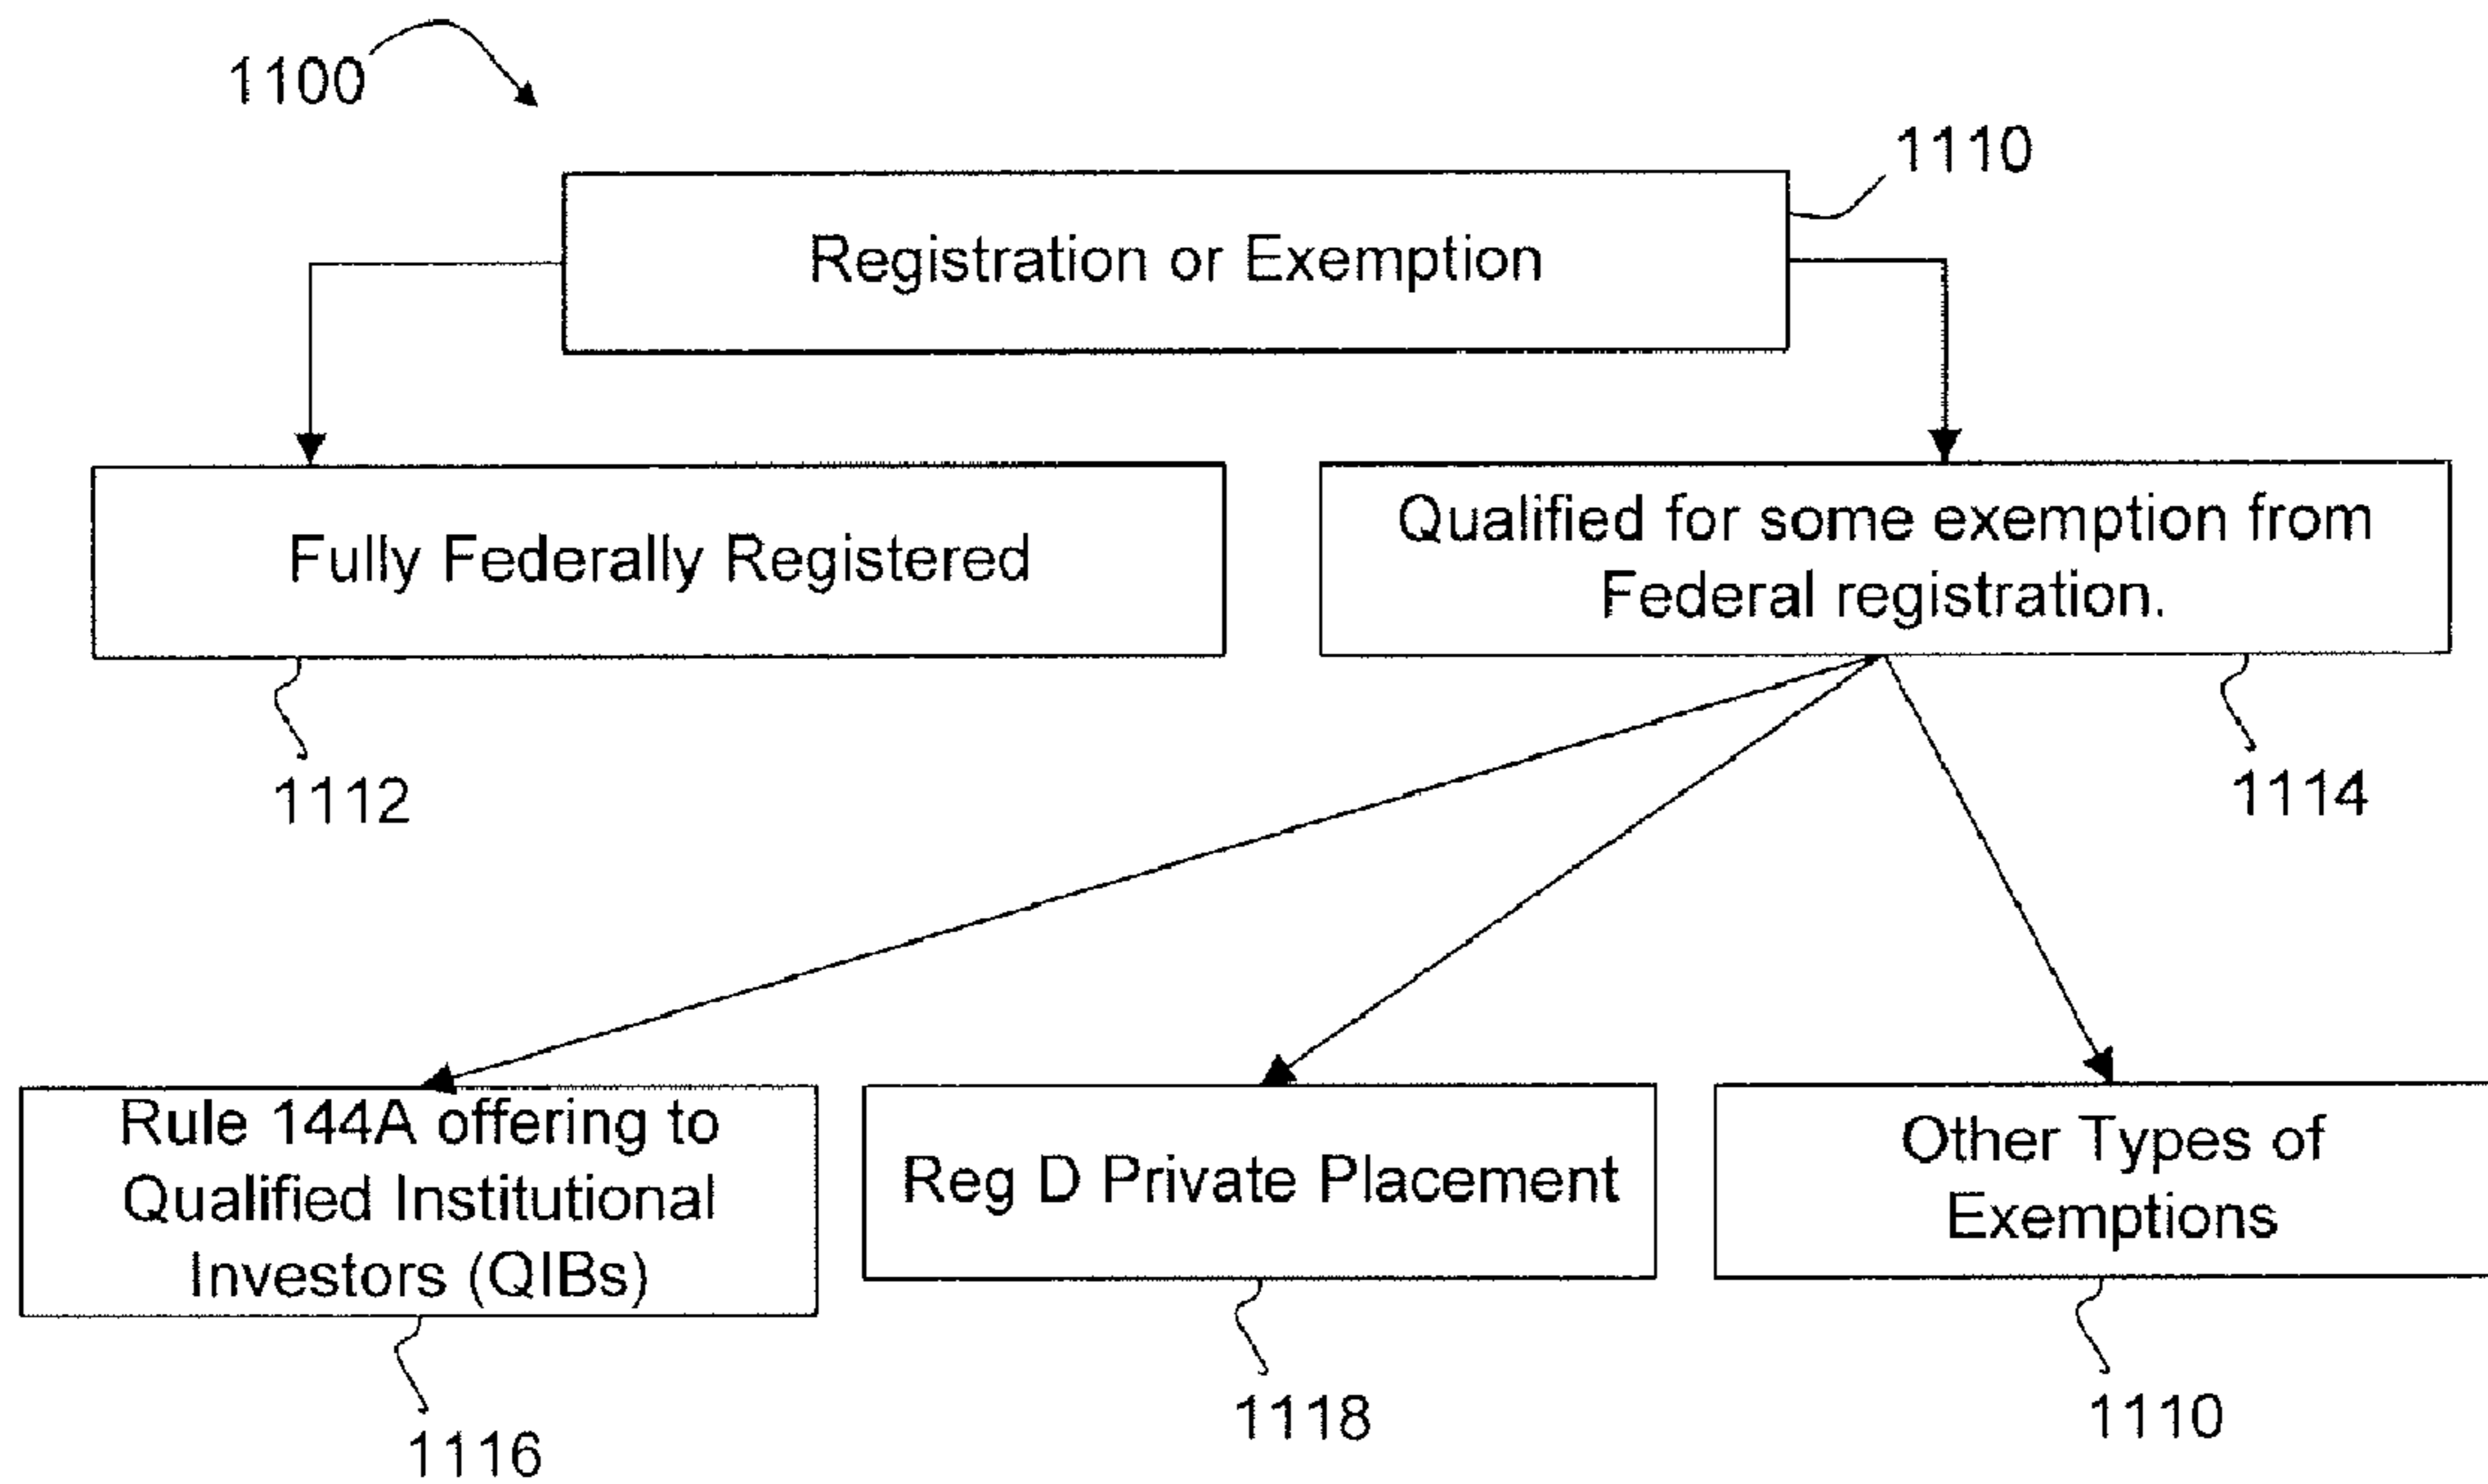 1100
1110
Registration or Exemption
Fully Federally Registered
Qualified for some exemption from
Federal registration.
1112
1114
Rule 144A offering to
Qualified Institutional
Investors (QIBs)
Reg D Private Placement
Other Types of
Exemptions
1116
1118
1110